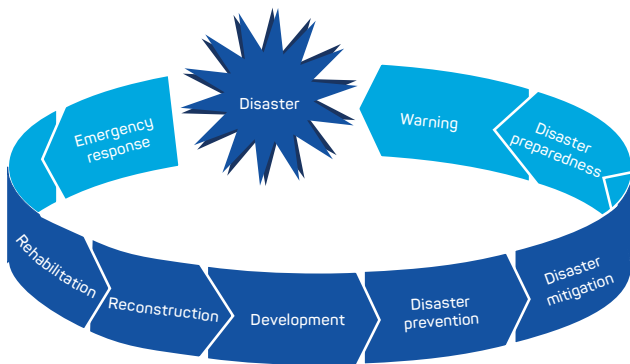 Disaster
Warning
Disaster
preparedness
Emergency
response
Rehabilitation
Reconstruction
Development
Disaster
prevention
Disaster
mitigation